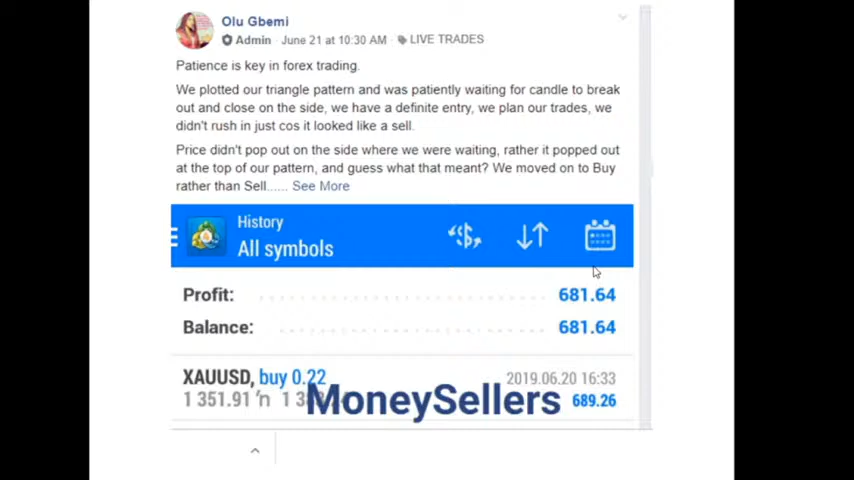 Olu Gbemi
Admin · June 21 at 10:30 AM · LIVE TRADES
Patience is key in forex trading.
We plotted our triangle pattern and was patiently waiting for candle to break
out and close on the side, we have a definite entry, we plan our trades, we
didn't rush in just cos it looked like a sell.
Price didn't pop out on the side where we were waiting, rather it popped out
at the top of our pattern, and guess what that meant? We moved on to Buy
rather than Sell...... See More
History
All symbols
Profit: 681.64
Balance: 681.64
XAUUSD, buy 0.22 2019.06.20 16:33
1 351.91 689.26
MoneySellers